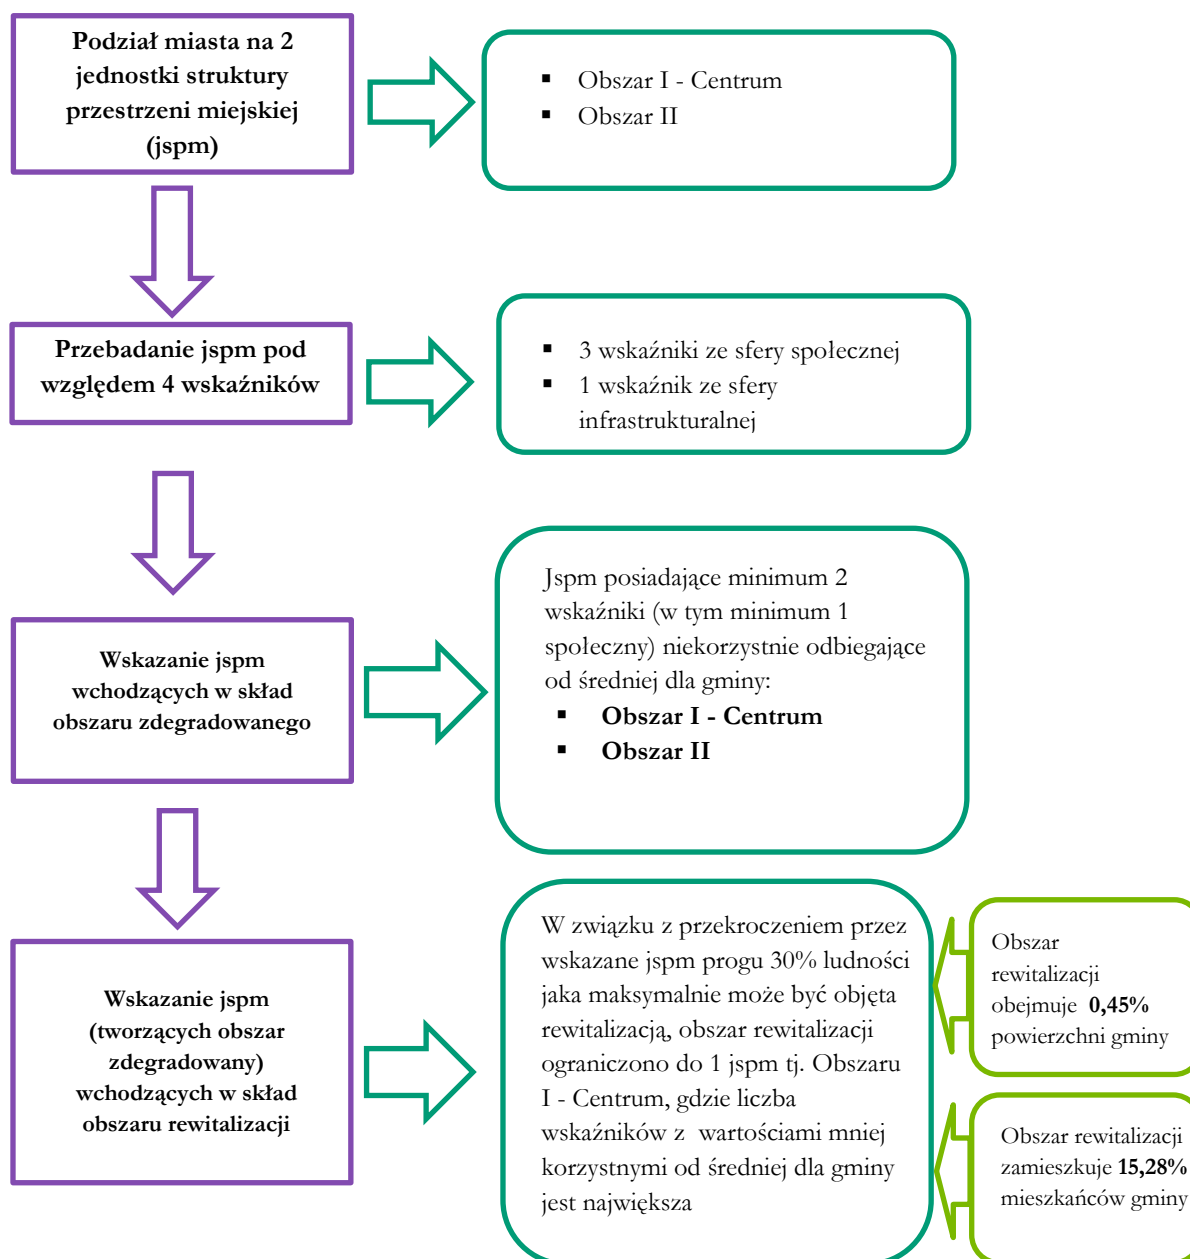 Podział miasta na 2
jednostki struktury
przestrzeni miejskiej
(jspm)
▪ Obszar I - Centrum
▪ Obszar II
Przebadanie jspm pod
względem 4 wskaźników
▪ 3 wskaźniki ze sfery społecznej
▪ 1 wskaźnik ze sfery
infrastrukturalnej
Wskazanie jspm
wchodzących w skład
obszaru zdegradowanego
Jspm posiadające minimum 2
wskaźniki (w tym minimum 1
społeczny) niekorzystnie odbiegające
od średniej dla gminy:
▪ Obszar I - Centrum
▪ Obszar II
Wskazanie jspm
(tworzących obszar
zdegradowany)
wchodzących w skład
obszaru rewitalizacji
W związku z przekroczeniem przez
wskazane jspm progu 30% ludności
jaka maksymalnie może być objęta
rewitalizacją, obszar rewitalizacji
ograniczono do 1 jspm tj. Obszaru
I - Centrum, gdzie liczba
wskaźników z wartościami mniej
korzystnymi od średniej dla gminy
jest największa
Obszar
rewitalizacji
obejmuje 0,45%
powierzchni gminy
Obszar rewitalizacji
zamieszkuje 15,28%
mieszkańców gminy